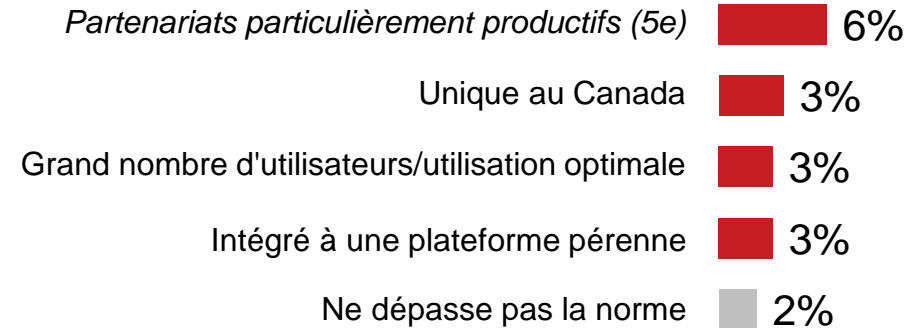 Partenariats particulièrement productifs (5e) 6%
Unique au Canada 3%
Grand nombre d'utilisateurs/utilisation optimale 3%
Intégré à une plateforme pérenne 3%
Ne dépasse pas la norme 2%